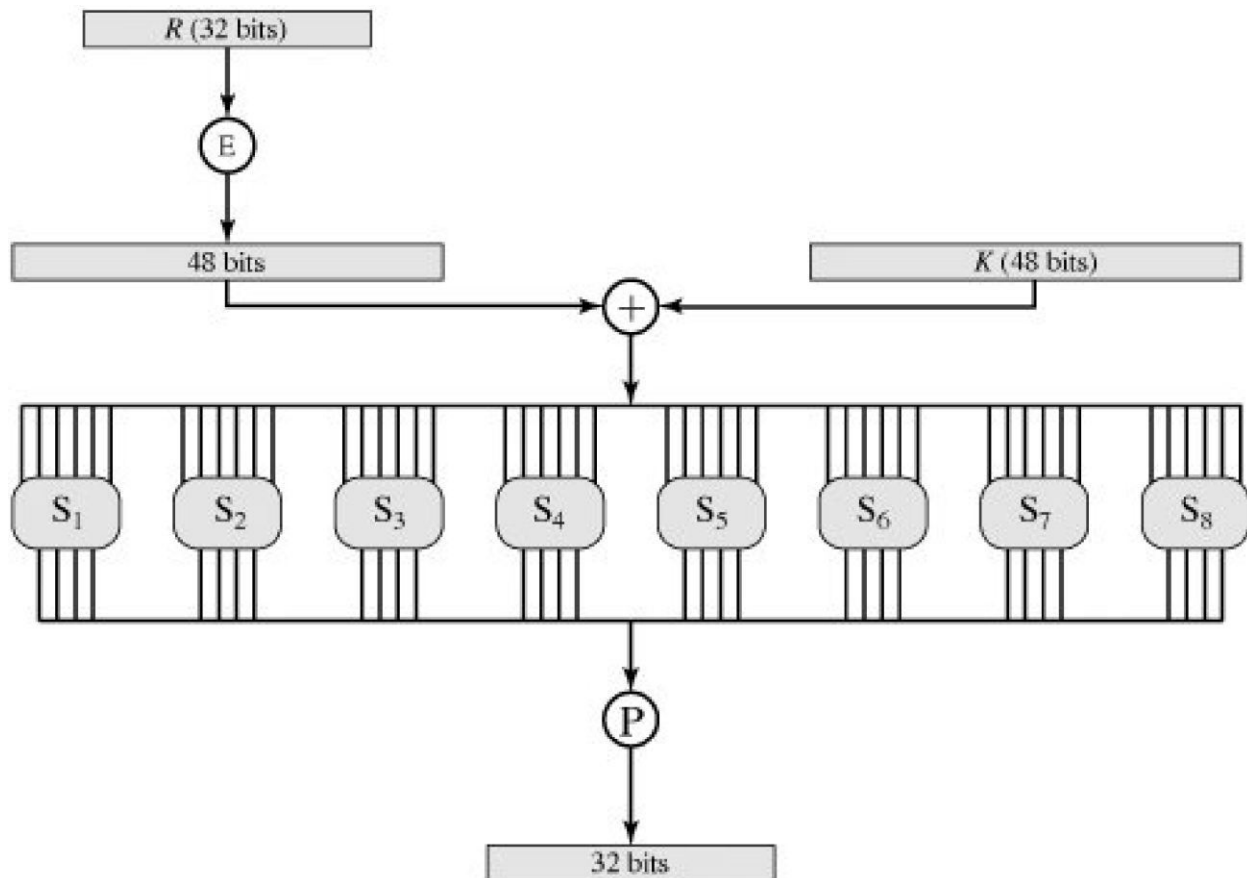 R (32 bits)
E
48 bits
K (48 bits)
+
S1 S2 S3 S4 S5 S6 S7 S8
P
32 bits